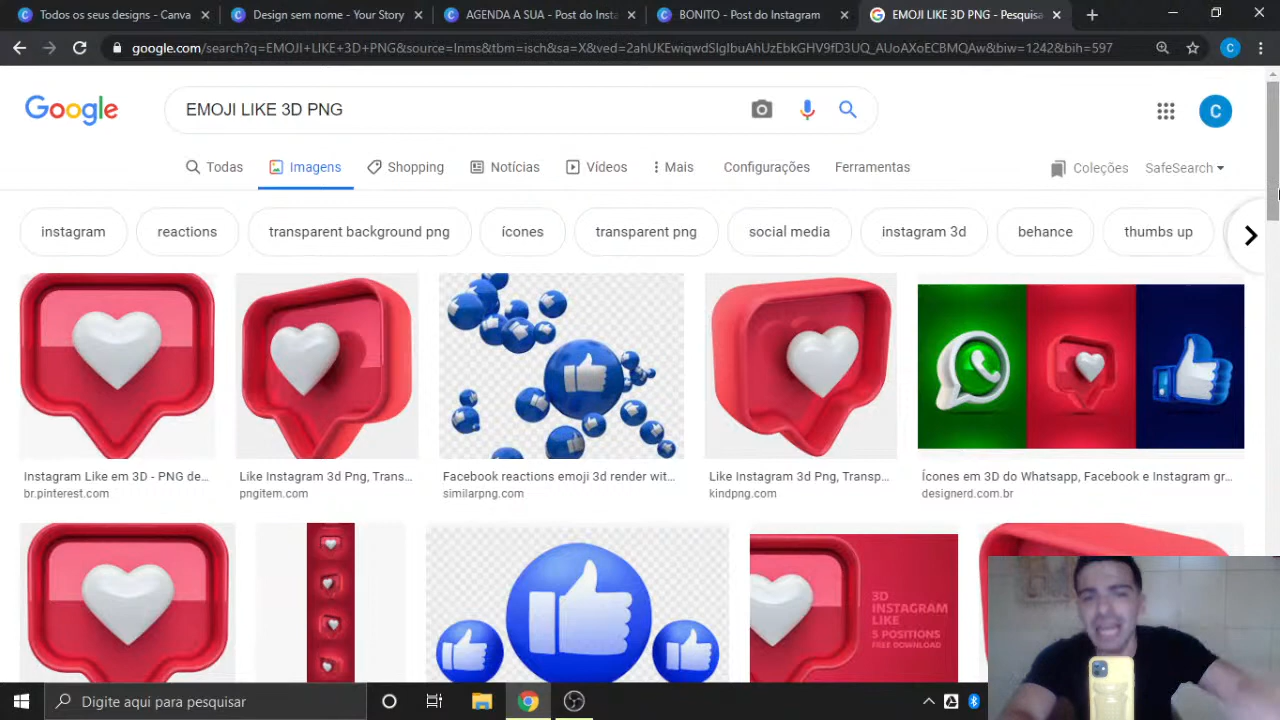 Todos os seus designs - Canva
Design sem nome - Your Story
AGENDA A SUA - Post do Insta
BONITO - Post do Instagram
EMOJI LIKE 3D PNG - Pesquisa
google.com/search?q=EMOJI+LIKE+3D+PNG&source=lnms&tbm=isch&sa=X&ved=2ahUKEwiqwdSIgIbuAhUzEbkGHV9fD3UQ_AUoAXoECBMQAw&biw=1242&bih=597
C
Google
EMOJI LIKE 3D PNG
C
Todas
Imagens
Shopping
Notícias
Vídeos
Mais
Configurações
Ferramentas
Coleções
SafeSearch
instagram
reactions
transparent background png
ícones
transparent png
social media
instagram 3d
behance
thumbs up
Instagram Like em 3D - PNG de...
br.pinterest.com
Like Instagram 3d Png, Trans...
pngitem.com
Facebook reactions emoji 3d render wit...
similarpng.com
Like Instagram 3d Png, Transp...
kindpng.com
Ícones em 3D do Whatsapp, Facebook e Instagram gr...
designerd.com.br
3D
INSTAGRAM
LIKE
5 POSITIONS
FREE DOWNLOAD
Digite aqui para pesquisar